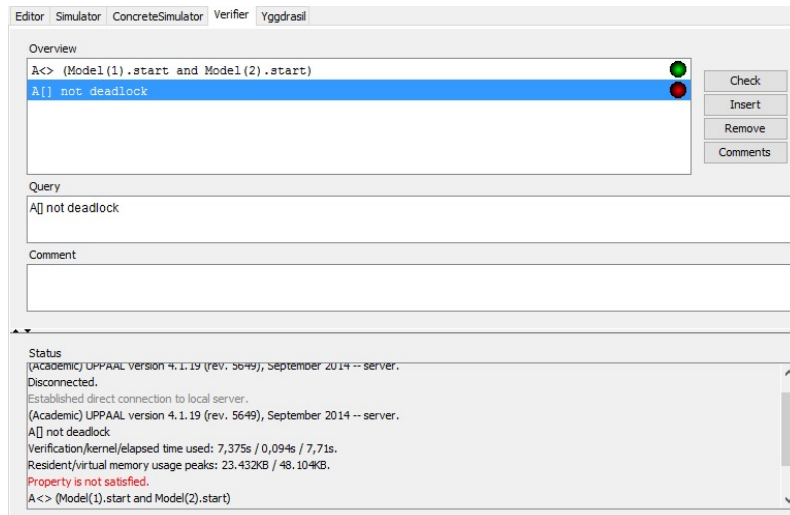 Editor Simulator ConcreteSimulator Verifier Yggdrasil
Overview
A<> (Model(1).start and Model(2).start)
A[] not deadlock
Check
Insert
Remove
Comments
Query
A[] not deadlock
Comment
Status
(Academic) UPPAAL version 4.1.19 (rev. 5649), September 2014 -- server.
Disconnected.
Established direct connection to local server.
(Academic) UPPAAL version 4.1.19 (rev. 5649), September 2014 -- server.
A[] not deadlock
Verification/kernel/elapsed time used: 7,375s / 0,094s / 7,71s.
Resident/virtual memory usage peaks: 23.432KB / 48.104KB.
Property is not satisfied.
A<> (Model(1).start and Model(2).start)